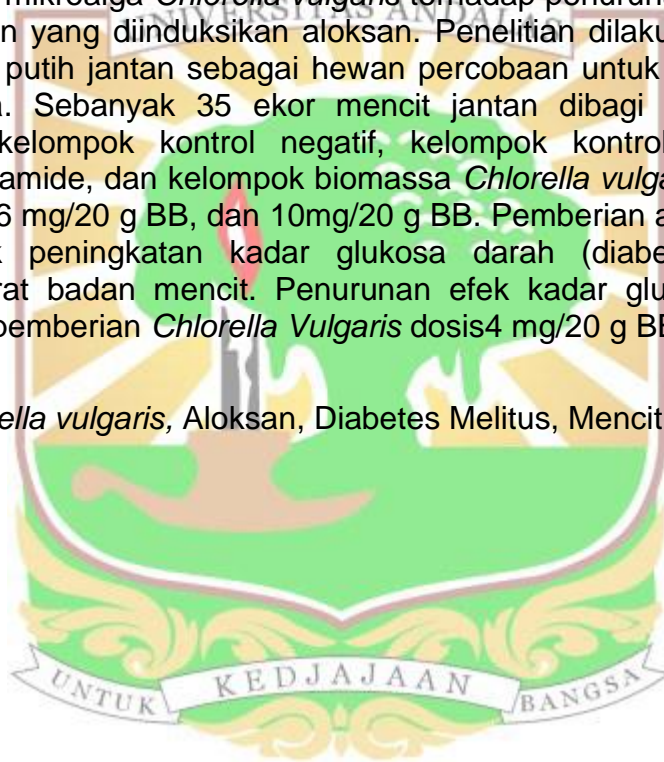 mikroalga Chlorella vulgaris terhadap penurun
UNIVERSITAS ANDALAS
n yang diinduksikan aloksan. Penelitian dilaku
putih jantan sebagai hewan percobaan untuk
a. Sebanyak 35 ekor mencit jantan dibagi
kelompok kontrol negatif, kelompok kontrol
amide, dan kelompok biomassa Chlorella vulga
6 mg/20 g BB, dan 10mg/20 g BB. Pemberian a
k peningkatan kadar glukosa darah (diabe
rat badan mencit. Penurunan efek kadar glu
pemberian Chlorella Vulgaris dosis4 mg/20 g BB
ella vulgaris, Aloksan, Diabetes Melitus, Mencit
UNTUK KEDJAJAAN BANGSA